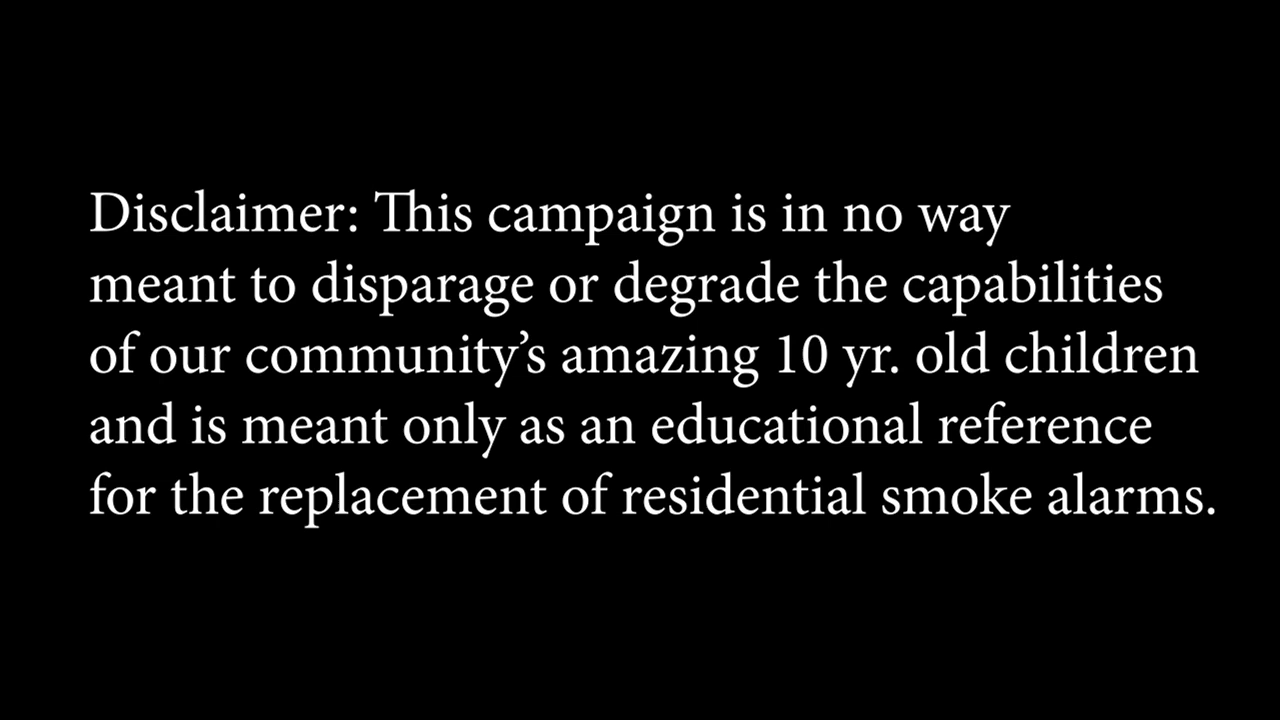 Disclaimer: This campaign is in no way
meant to disparage or degrade the capabilities
of our community’s amazing 10 yr. old children
and is meant only as an educational reference
for the replacement of residential smoke alarms.